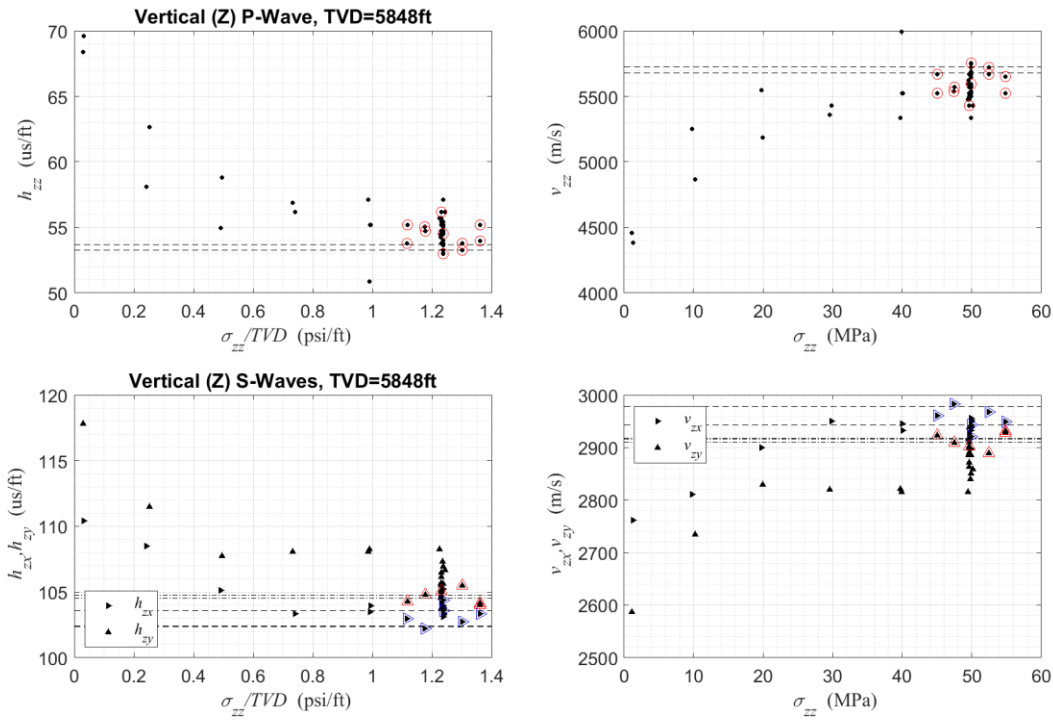 Vertical (Z) P-Wave, TVD=5848ft
70
65
60
55
50
h_zz (us/ft)
0 0.2 0.4 0.6 0.8 1 1.2 1.4
σ_zz/TVD (psi/ft)
6000
5500
5000
4500
4000
v_zz (m/s)
0 10 20 30 40 50 60
σ_zz (MPa)
Vertical (Z) S-Waves, TVD=5848ft
120
115
110
105
100
h_zx,h_zy (us/ft)
h_zx
h_zy
0 0.2 0.4 0.6 0.8 1 1.2 1.4
σ_zz/TVD (psi/ft)
3000
2900
2800
2700
2600
2500
v_zx,v_zy (m/s)
v_zx
v_zy
0 10 20 30 40 50 60
σ_zz (MPa)